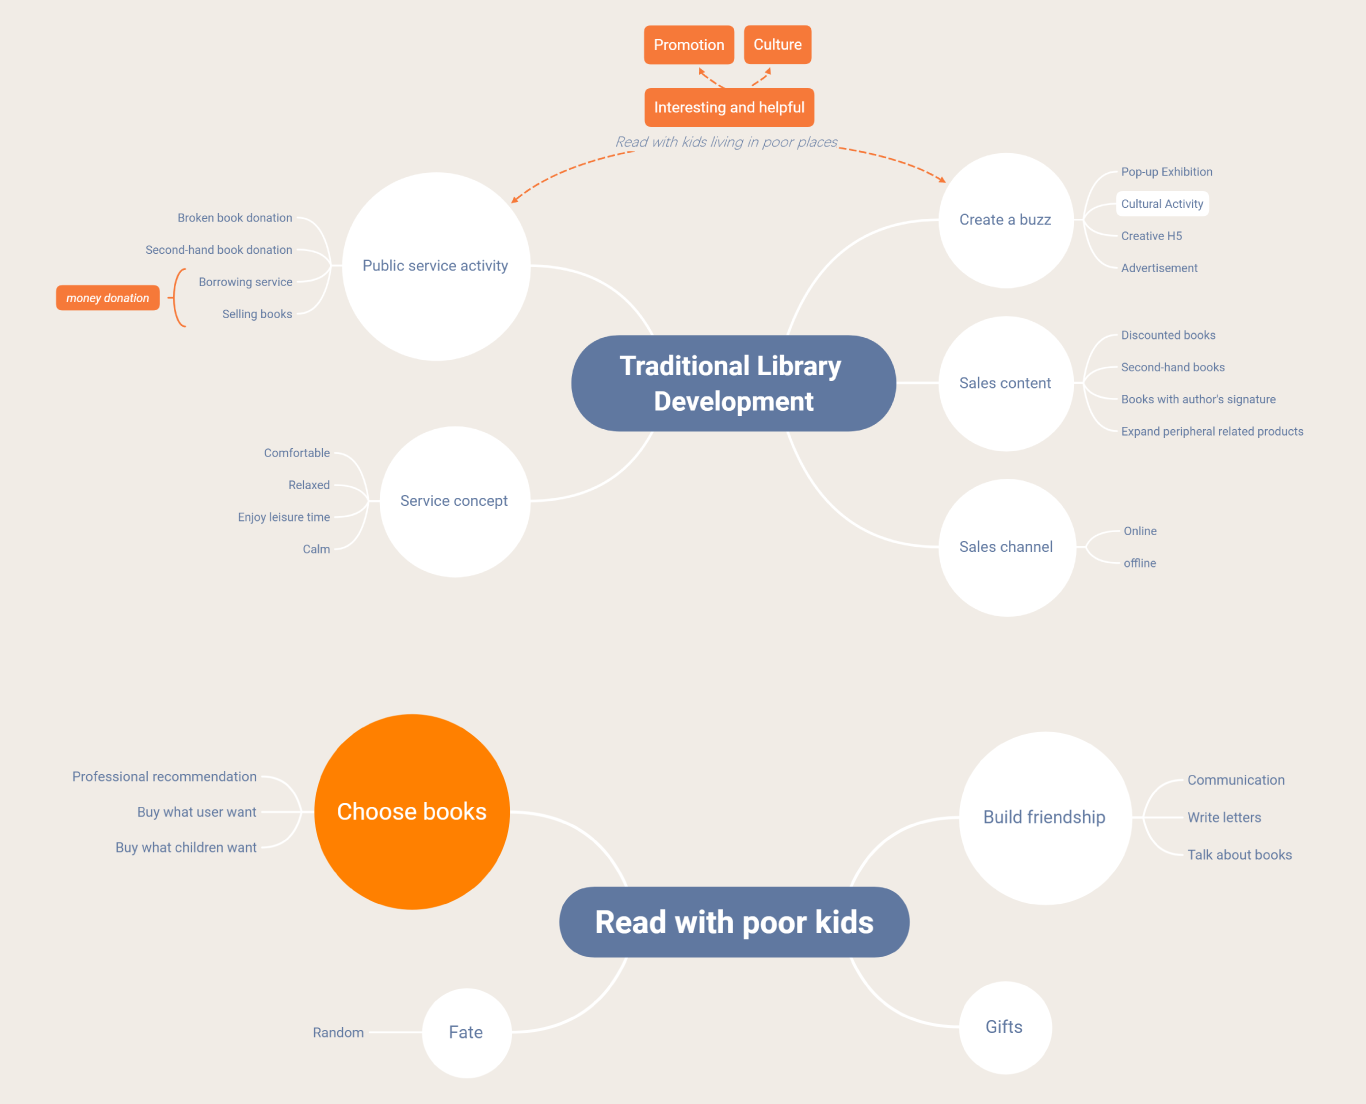 Promotion
Culture
Interesting and helpful
Read with kids living in poor places
Public service activity
Broken book donation
Second-hand book donation
Borrowing service
Selling books
money donation
Create a buzz
Pop-up Exhibition
Cultural Activity
Creative H5
Advertisement
Traditional Library
Development
Sales content
Discounted books
Second-hand books
Books with author's signature
Expand peripheral related products
Service concept
Comfortable
Relaxed
Enjoy leisure time
Calm
Sales channel
Online
offline
Choose books
Professional recommendation
Buy what user want
Buy what children want
Build friendship
Communication
Write letters
Talk about books
Read with poor kids
Fate
Random
Gifts